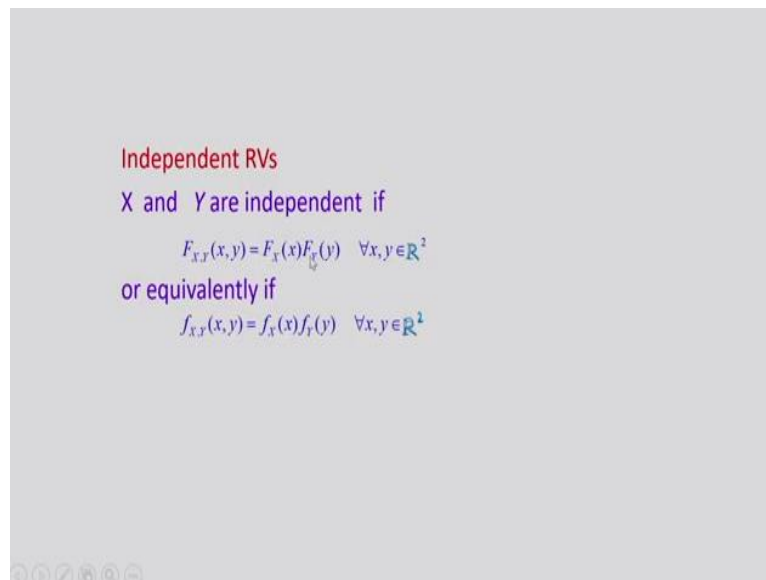 Independent RVs
X and Y are independent if
F_{X,Y}(x,y) = F_X(x)F_Y(y) ∀x, y ∈ ℝ²
or equivalently if
f_{X,Y}(x,y) = f_X(x)f_Y(y) ∀x, y ∈ ℝ²